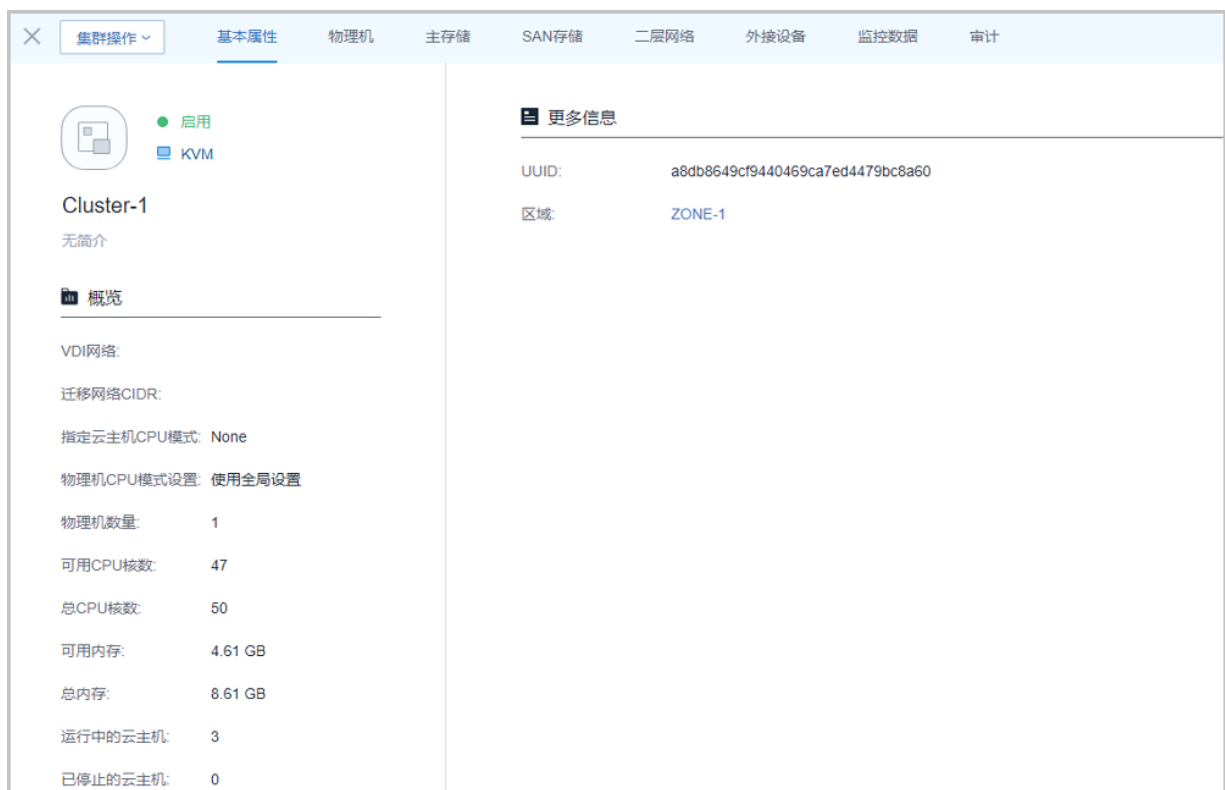 集群操作 基本属性 物理机 主存储 SAN存储 二层网络 外接设备 监控数据 审计
启用
KVM
Cluster-1
无简介
概览
VDI网络:
迁移网络CIDR:
指定云主机CPU模式: None
物理机CPU模式设置: 使用全局设置
物理机数量: 1
可用CPU核数: 47
总CPU核数: 50
可用内存: 4.61 GB
总内存: 8.61 GB
运行中的云主机: 3
已停止的云主机: 0
更多信息
UUID: a8db8649cf9440469ca7ed4479bc8a60
区域: ZONE-1